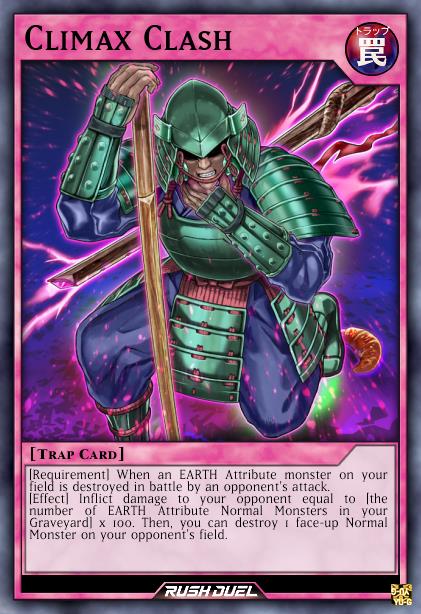 Climax Clash
トラップ
罠
[Trap Card]
[Requirement] When an EARTH Attribute monster on your
field is destroyed in battle by an opponent's attack.
[Effect] Inflict damage to your opponent equal to [the
number of EARTH Attribute Normal Monsters in your
Graveyard] x 100. Then, you can destroy 1 face-up Normal
Monster on your opponent's field.
RUSH DUEL